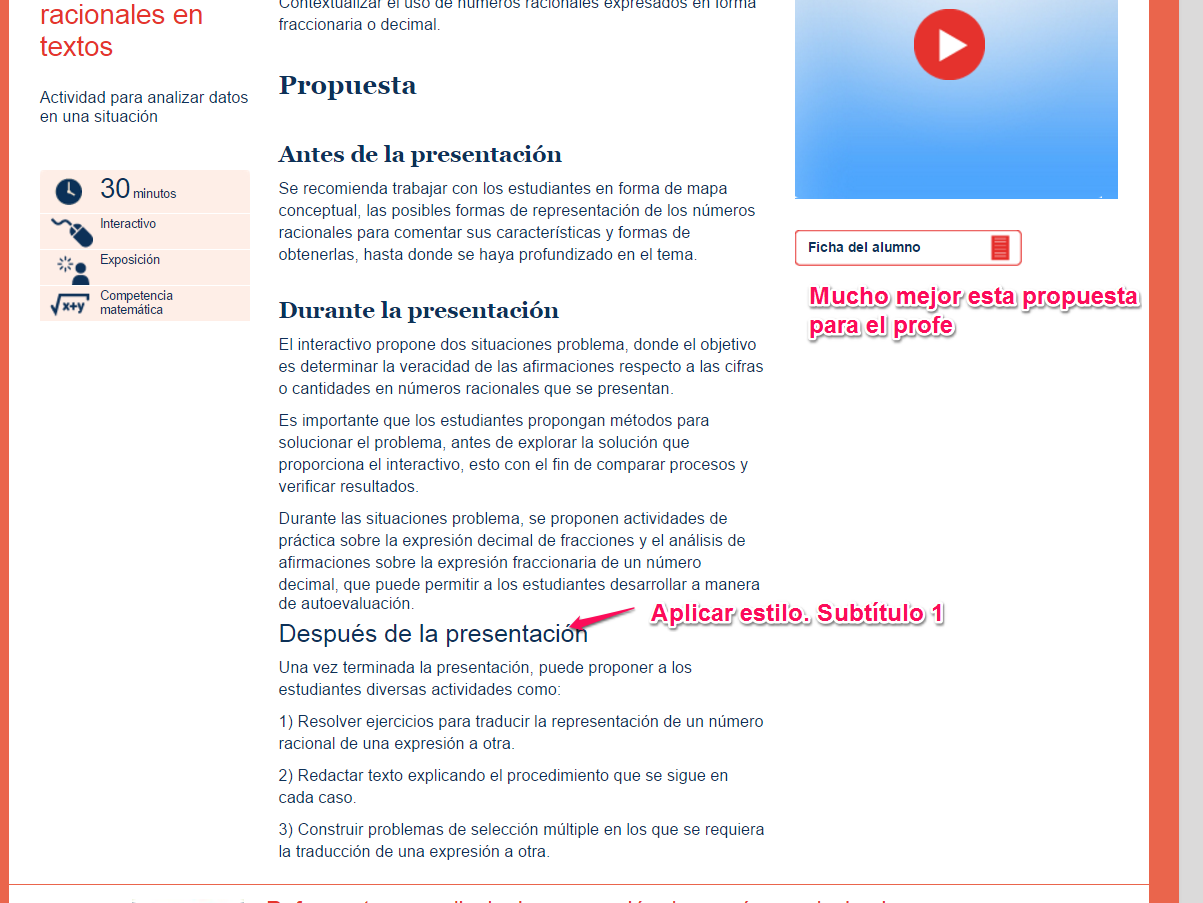 racionales en
textos
Actividad para analizar datos
en una situación
30 minutos
Interactivo
Exposición
√x+y
Competencia
matemática
Contextualizar el uso de números racionales expresados en forma
fraccionaria o decimal.
Propuesta
Antes de la presentación
Se recomienda trabajar con los estudiantes en forma de mapa
conceptual, las posibles formas de representación de los números
racionales para comentar sus características y formas de
obtenerlas, hasta donde se haya profundizado en el tema.
Durante la presentación
El interactivo propone dos situaciones problema, donde el objetivo
es determinar la veracidad de las afirmaciones respecto a las cifras
o cantidades en números racionales que se presentan.
Es importante que los estudiantes propongan métodos para
solucionar el problema, antes de explorar la solución que
proporciona el interactivo, esto con el fin de comparar procesos y
verificar resultados.
Durante las situaciones problema, se proponen actividades de
práctica sobre la expresión decimal de fracciones y el análisis de
afirmaciones sobre la expresión fraccionaria de un número
decimal, que puede permitir a los estudiantes desarrollar a manera
de autoevaluación.
Después de la presentación
Una vez terminada la presentación, puede proponer a los
estudiantes diversas actividades como:
1) Resolver ejercicios para traducir la representación de un número
racional de una expresión a otra.
2) Redactar texto explicando el procedimiento que se sigue en
cada caso.
3) Construir problemas de selección múltiple en los que se requiera
la traducción de una expresión a otra.
Ficha del alumno
Mucho mejor esta propuesta
para el profe
Aplicar estilo. Subtítulo 1